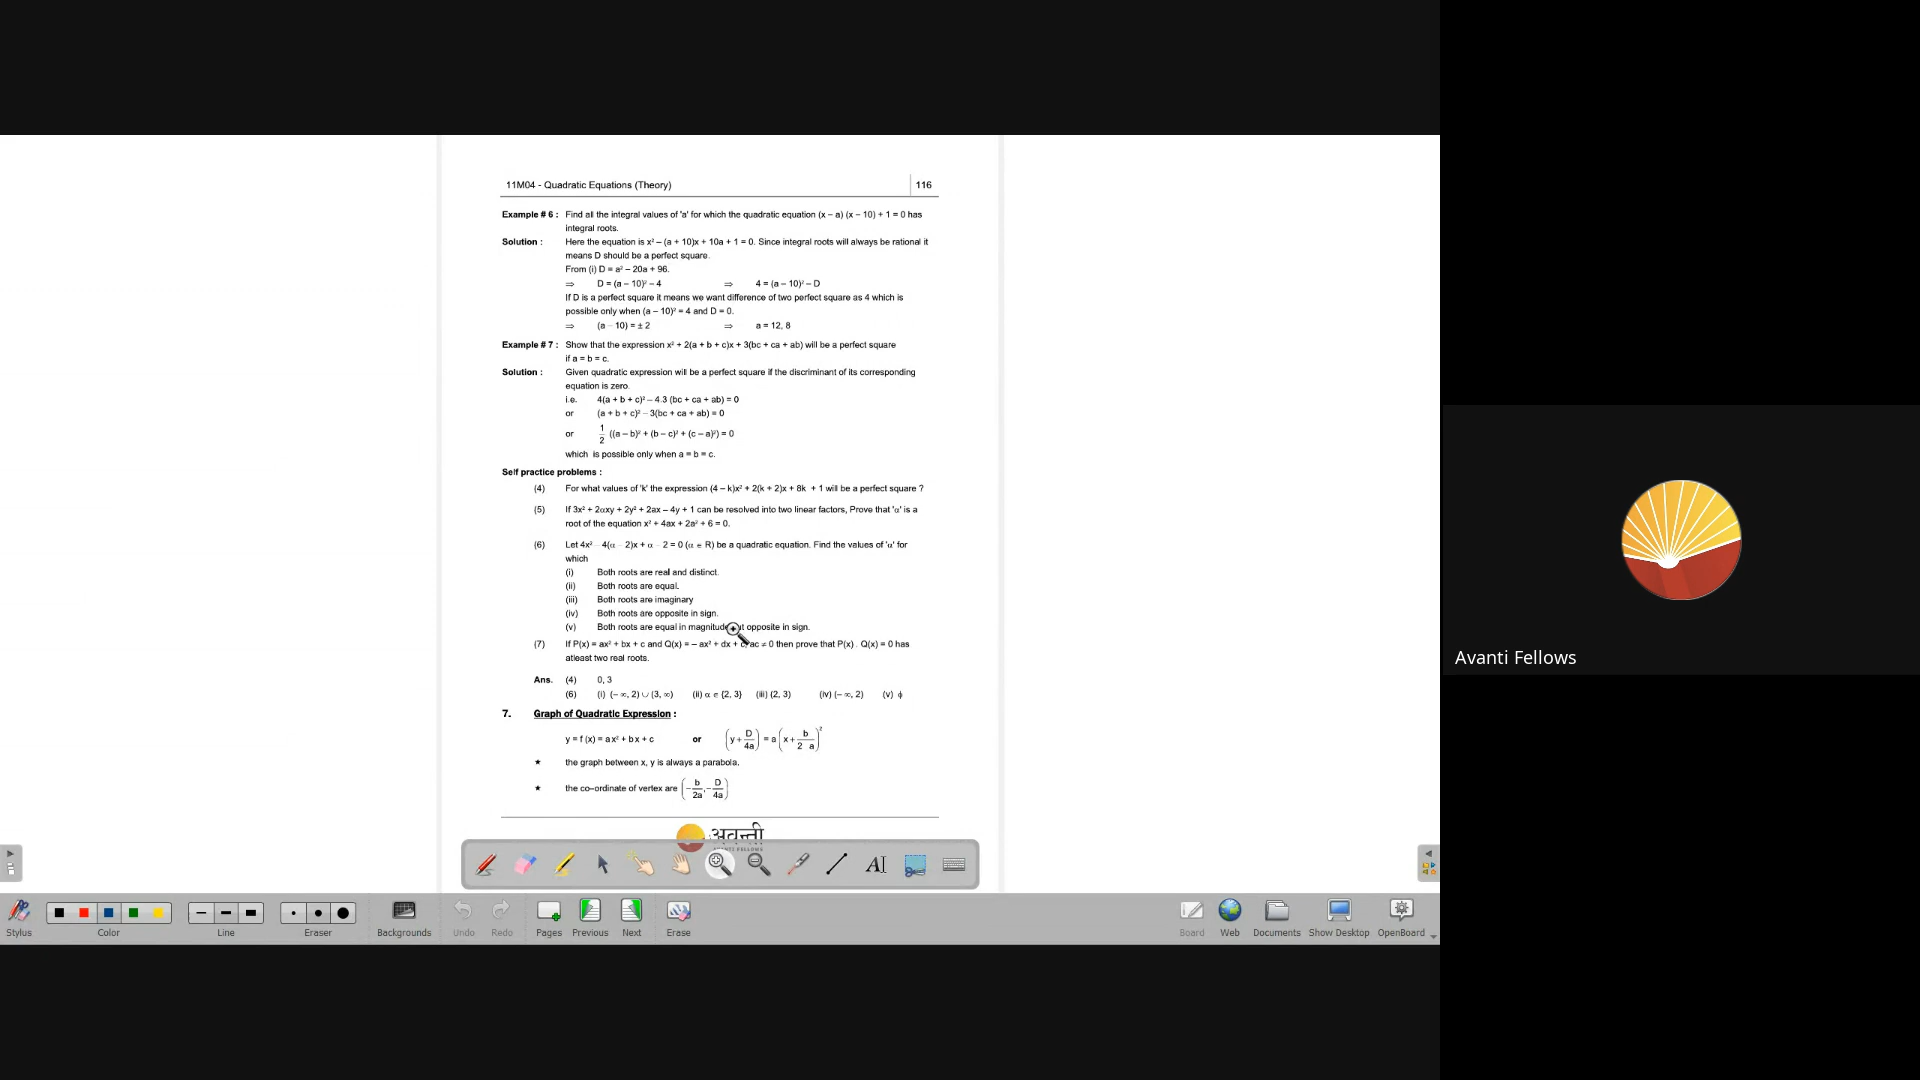 11M04 - Quadratic Equations (Theory) 116
Example # 6 : Find all the integral values of 'a' for which the quadratic equation (x – a) (x – 10) + 1 = 0 has
integral roots.
Solution : Here the equation is x² – (a + 10)x + 10a + 1 = 0. Since integral roots will always be rational it
means D should be a perfect square.
From (i) D = a² – 20a + 96.
⇒ D = (a – 10)² – 4 ⇒ 4 = (a – 10)² – D
If D is a perfect square it means we want difference of two perfect square as 4 which is
possible only when (a – 10)² = 4 and D = 0.
⇒ (a – 10) = ± 2 ⇒ a = 12, 8
Example # 7 : Show that the expression x² + 2(a + b + c)x + 3(bc + ca + ab) will be a perfect square
if a = b = c.
Solution : Given quadratic expression will be a perfect square if the discriminant of its corresponding
equation is zero.
i.e. 4(a + b + c)² – 4.3 (bc + ca + ab) = 0
or (a + b + c)² – 3(bc + ca + ab) = 0
or 1/2 ((a – b)² + (b – c)² + (c – a)²) = 0
which is possible only when a = b = c.
Self practice problems :
(4) For what values of 'k' the expression (4 – k)x² + 2(k + 2)x + 8k + 1 will be a perfect square ?
(5) If 3x² + 2αxy + 2y² + 2ax – 4y + 1 can be resolved into two linear factors, Prove that 'α' is a
root of the equation x² + 4ax + 2a² + 6 = 0.
(6) Let 4x² – 4(α – 2)x + α – 2 = 0 (α ∈ R) be a quadratic equation. Find the values of 'α' for
which
(i) Both roots are real and distinct.
(ii) Both roots are equal.
(iii) Both roots are imaginary
(iv) Both roots are opposite in sign.
(v) Both roots are equal in magnitude opposite in sign.
(7) If P(x) = ax² + bx + c and Q(x) = – ax² + dx + c, ac ≠ 0 then prove that P(x) . Q(x) = 0 has
atleast two real roots.
Ans. (4) 0, 3
(6) (i) (– ∞, 2) ∪ (3, ∞) (ii) α ∈ {2, 3} (iii) (2, 3) (iv) (– ∞, 2) (v) ϕ
7. Graph of Quadratic Expression :
y = f (x) = ax² + bx + c or (y + D/4a) = a (x + b/2a)²
★ the graph between x, y is always a parabola.
★ the co–ordinate of vertex are (– b/2a, – D/4a)
अवन्ती
AVANTI FELLOWS
Avanti Fellows
Stylus Color Line Eraser Backgrounds Undo Redo Pages Previous Next Erase Board Web Documents Show Desktop OpenBoard